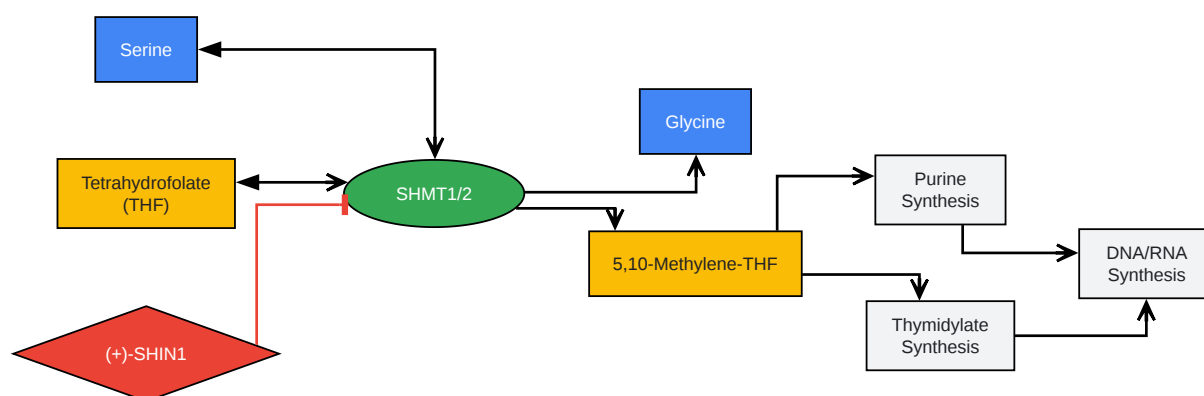 Serine
Glycine
Tetrahydrofolate
(THF)
SHMT1/2
Purine
Synthesis
5,10-Methylene-THF
DNA/RNA
Synthesis
Thymidylate
Synthesis
(+)-SHIN1